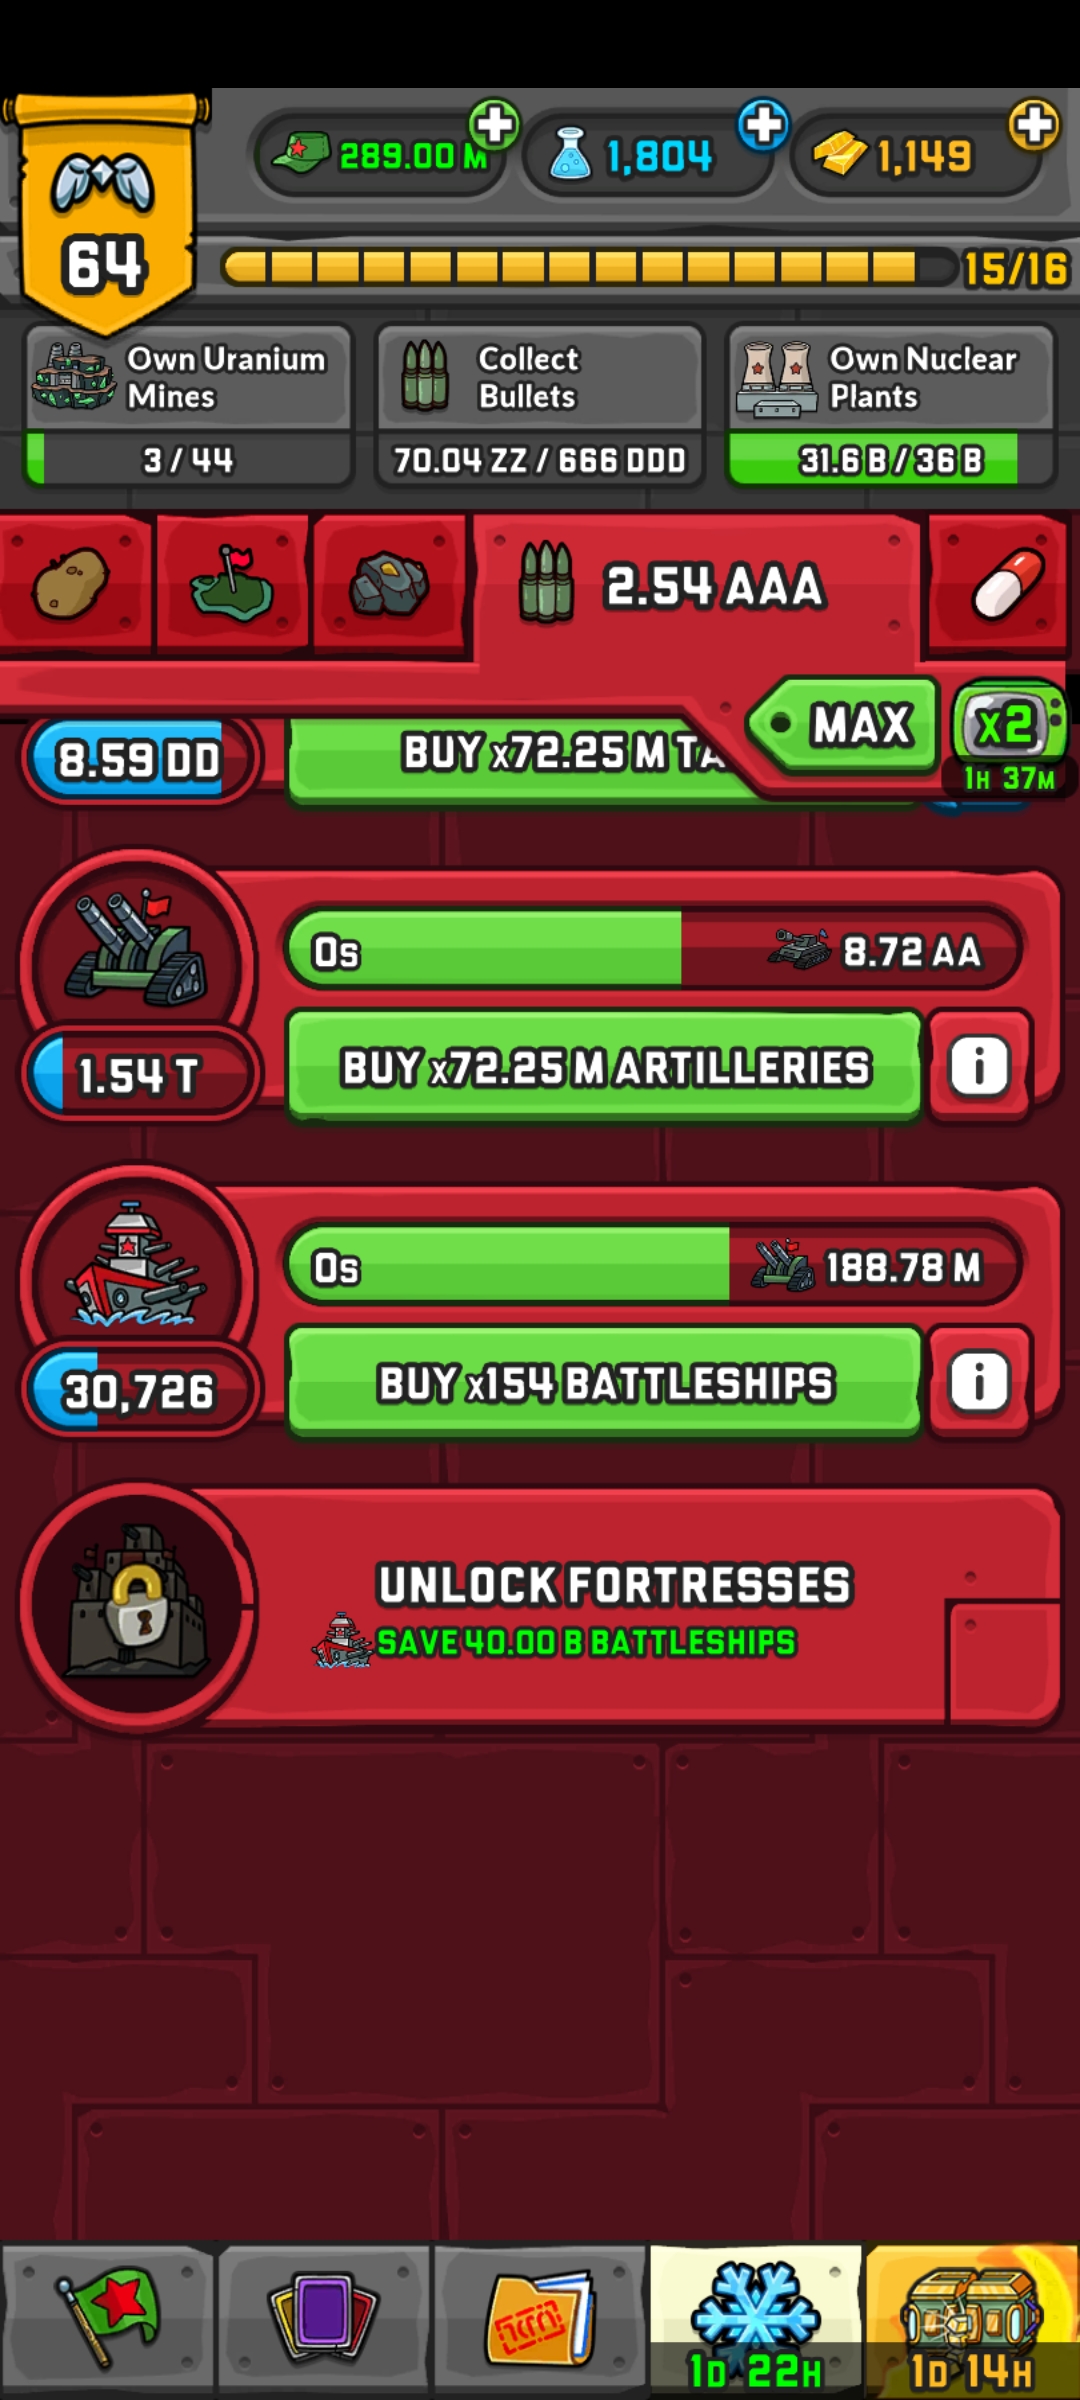 289.00 M
1,804
1,149
64
15/16
Own Uranium
Mines
3 / 44
Collect
Bullets
70.04 ZZ / 666 DDD
Own Nuclear
Plants
31.6 B / 36 B
2.54 AAA
MAX
x2
1H 37M
8.59 DD
BUY x72.25 M TA
0s
8.72 AA
1.54 T
BUY x72.25 M ARTILLERIES
i
0s
188.78 M
30,726
BUY x154 BATTLESHIPS
i
UNLOCK FORTRESSES
SAVE 40.00 B BATTLESHIPS
1D 22H
1D 14H